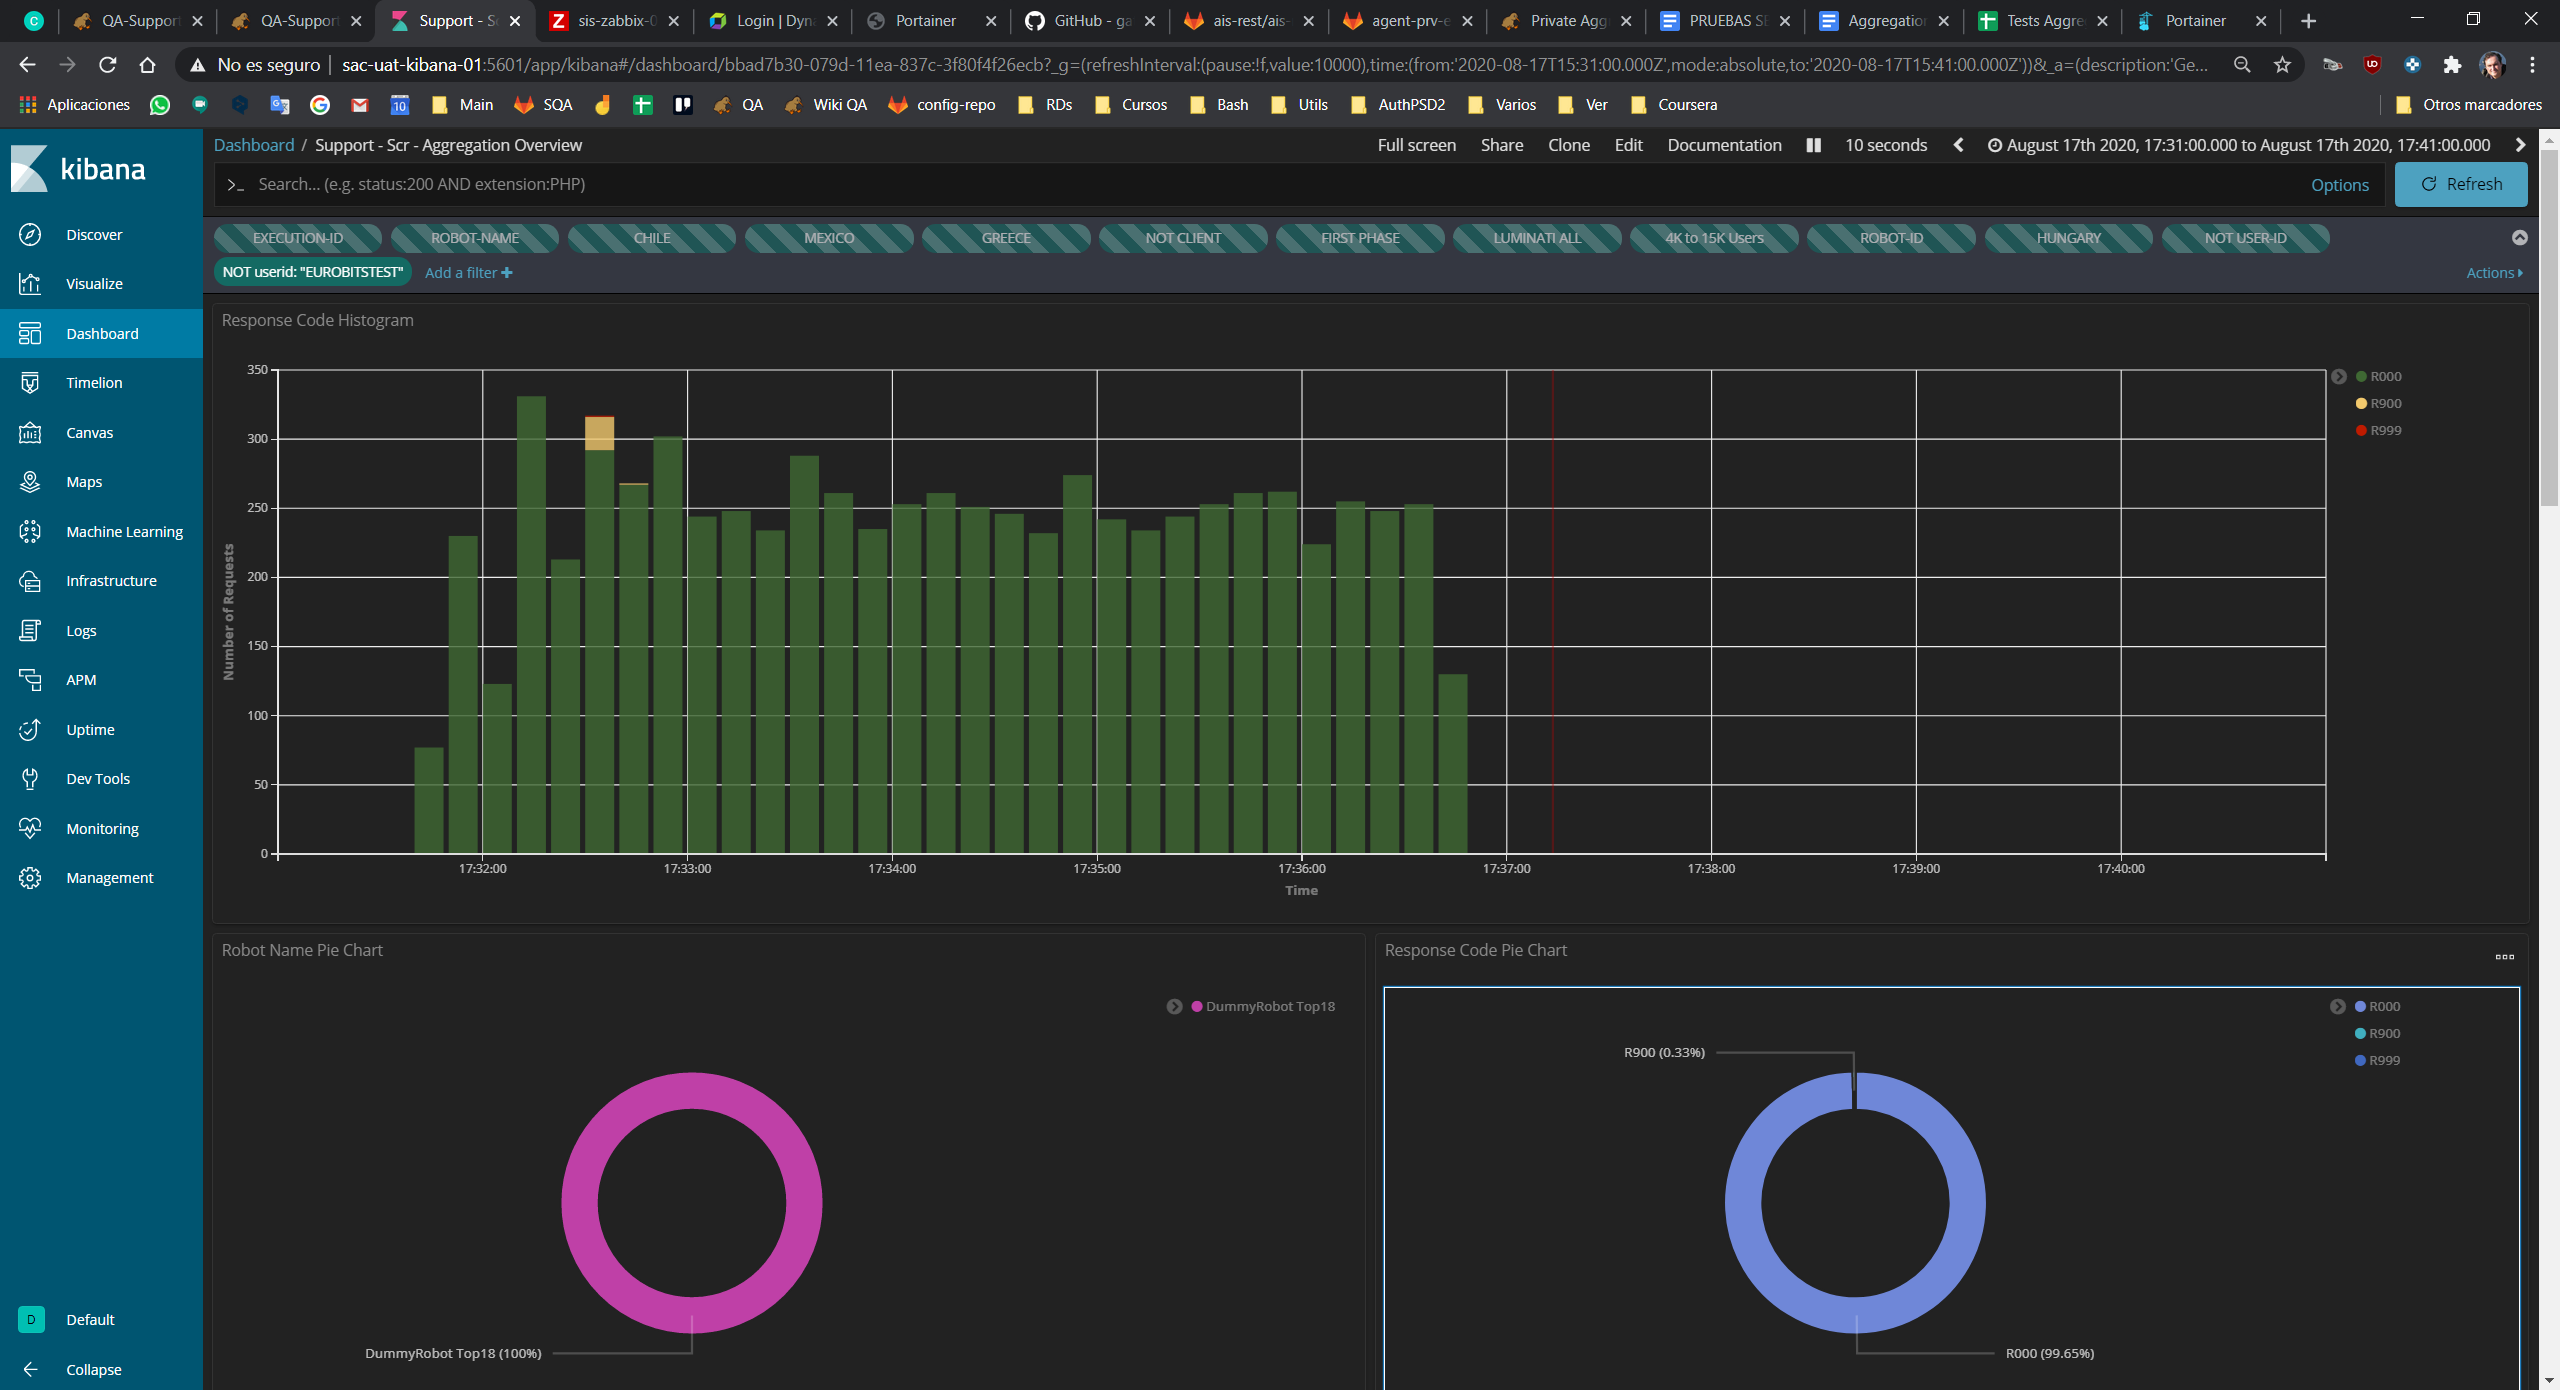 QA-Support
QA-Support
Support - Sc
sis-zabbix-0
Login | Dyna
Portainer
GitHub - ga
ais-rest/ais-
agent-prv-e
Private Agg
PRUEBAS SE
Aggregation
Tests Aggre
Portainer
No es seguro | sac-uat-kibana-01:5601/app/kibana#/dashboard/bbad7b30-079d-11ea-837c-3f80f4f26ecb?_g=(refreshInterval:(pause:!f,value:10000),time:(from:'2020-08-17T15:31:00.000Z',mode:absolute,to:'2020-08-17T15:41:00.000Z'))&_a=(description:'Ge...
Aplicaciones Main SQA QA Wiki QA config-repo RDs Cursos Bash Utils AuthPSD2 Varios Ver Coursera Otros marcadores
kibana
Discover
Visualize
Dashboard
Timelion
Canvas
Maps
Machine Learning
Infrastructure
Logs
APM
Uptime
Dev Tools
Monitoring
Management
D Default
Collapse
Dashboard / Support - Scr - Aggregation Overview
Full screen Share Clone Edit Documentation 10 seconds August 17th 2020, 17:31:00.000 to August 17th 2020, 17:41:00.000
>_ Search... (e.g. status:200 AND extension:PHP) Options Refresh
EXECUTION-ID ROBOT-NAME CHILE MEXICO GREECE NOT CLIENT FIRST PHASE LUMINATI ALL 4K to 15K Users ROBOT-ID HUNGARY NOT USER-ID
NOT userid: "EUROBITSTEST" Add a filter + Actions
Response Code Histogram
350
300
250
200
150
100
50
0
Number of Requests
17:32:00 17:33:00 17:34:00 17:35:00 17:36:00 17:37:00 17:38:00 17:39:00 17:40:00
Time
R000
R900
R999
Robot Name Pie Chart
DummyRobot Top18
DummyRobot Top18 (100%)
Response Code Pie Chart
R000
R900
R999
R900 (0.33%)
R000 (99.65%)